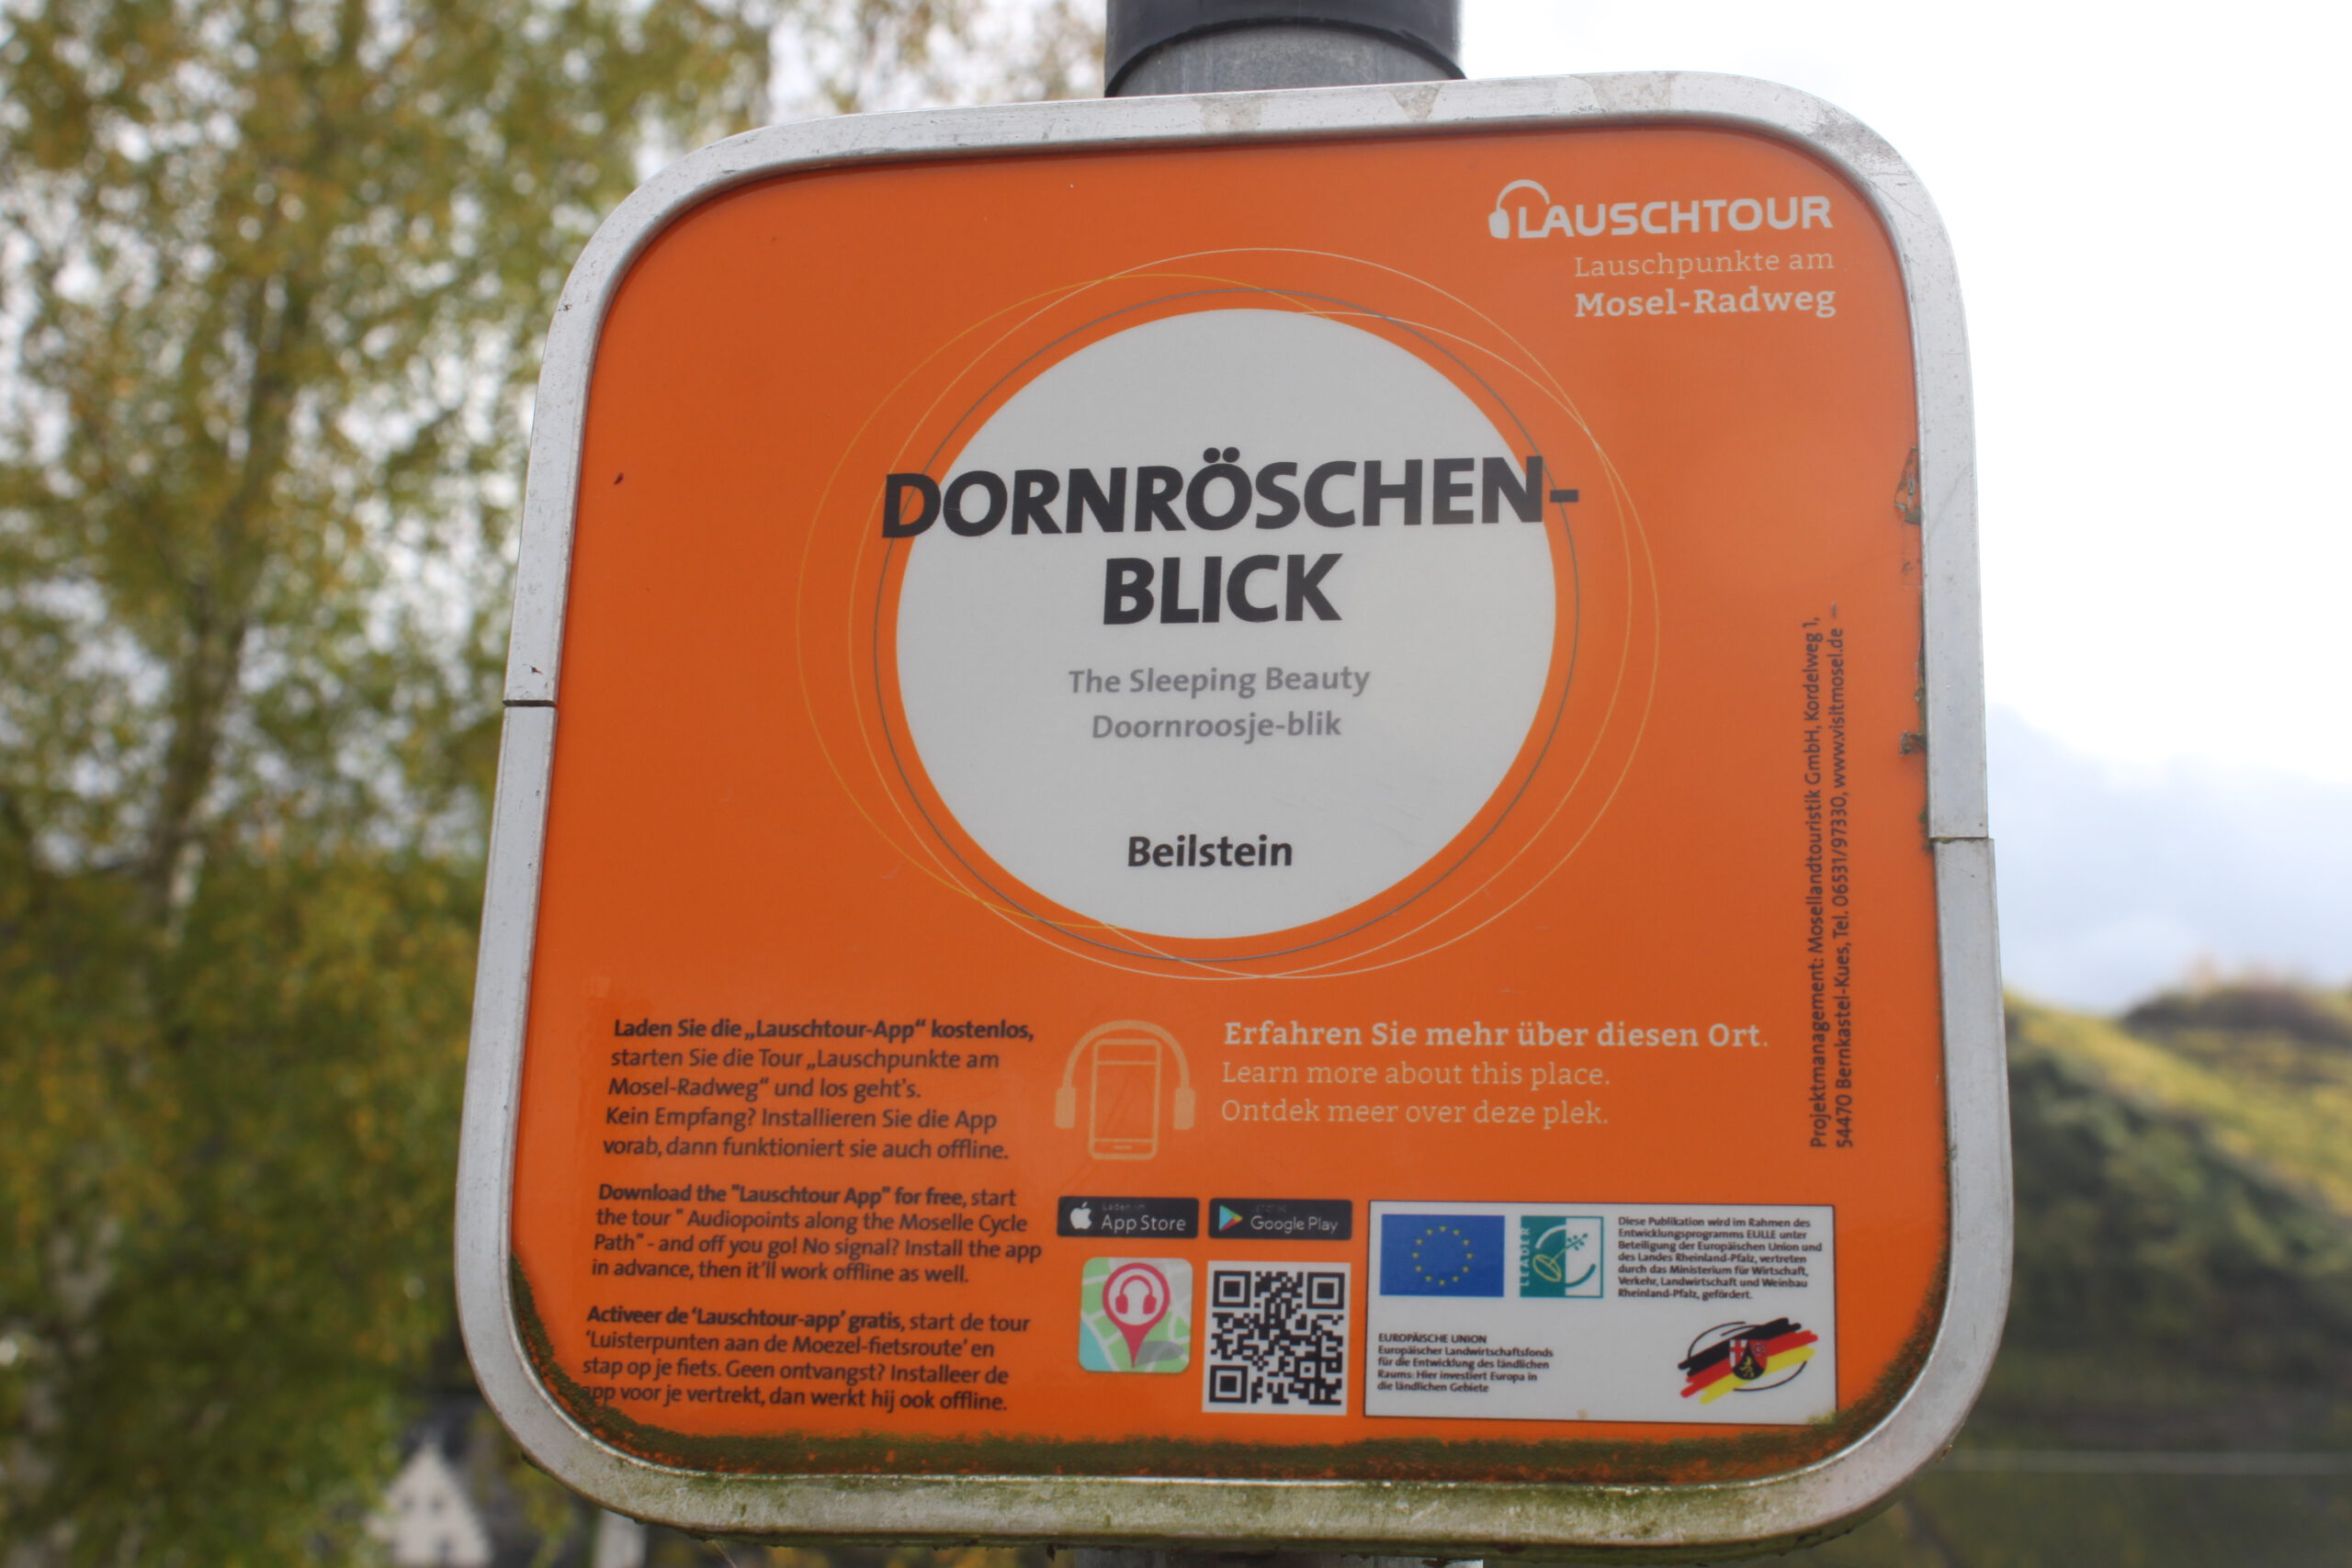 LAUSCHTOUR
Lauschpunkte am
Mosel-Radweg
DORNRÖSCHEN-
BLICK
The Sleeping Beauty
Doornroosje-blik
Beilstein
Projektmanagement: Mosellandtouristik GmbH, Kordelweg 1,
54470 Bernkastel-Kues, Tel. 06531/97330, www.visitmosel.de –
Laden Sie die „Lauschtour-App“ kostenlos,
starten Sie die Tour „Lauschpunkte am
Mosel-Radweg“ und los geht's.
Kein Empfang? Installieren Sie die App
vorab, dann funktioniert sie auch offline.
Download the "Lauschtour App" for free, start
the tour " Audiopoints along the Moselle Cycle
Path" - and off you go! No signal? Install the app
in advance, then it'll work offline as well.
Activeer de ‘Lauschtour-app’ gratis, start de tour
‘Luisterpunten aan de Moezel-fietsroute’ en
stap op je fiets. Geen ontvangst? Installeer de
app voor je vertrekt, dan werkt hij ook offline.
Erfahren Sie mehr über diesen Ort.
Learn more about this place.
Ontdek meer over deze plek.
Laden im
App Store
Google Play
LEADER
Diese Publikation wird im Rahmen des
Entwicklungsprogramms EULLE unter
Beteiligung der Europäischen Union und
des Landes Rheinland-Pfalz, vertreten
durch das Ministerium für Wirtschaft,
Verkehr, Landwirtschaft und Weinbau
Rheinland-Pfalz, gefördert.
EUROPÄISCHE UNION
Europäischer Landwirtschaftsfonds
für die Entwicklung des ländlichen
Raums: Hier investiert Europa in
die ländlichen Gebiete